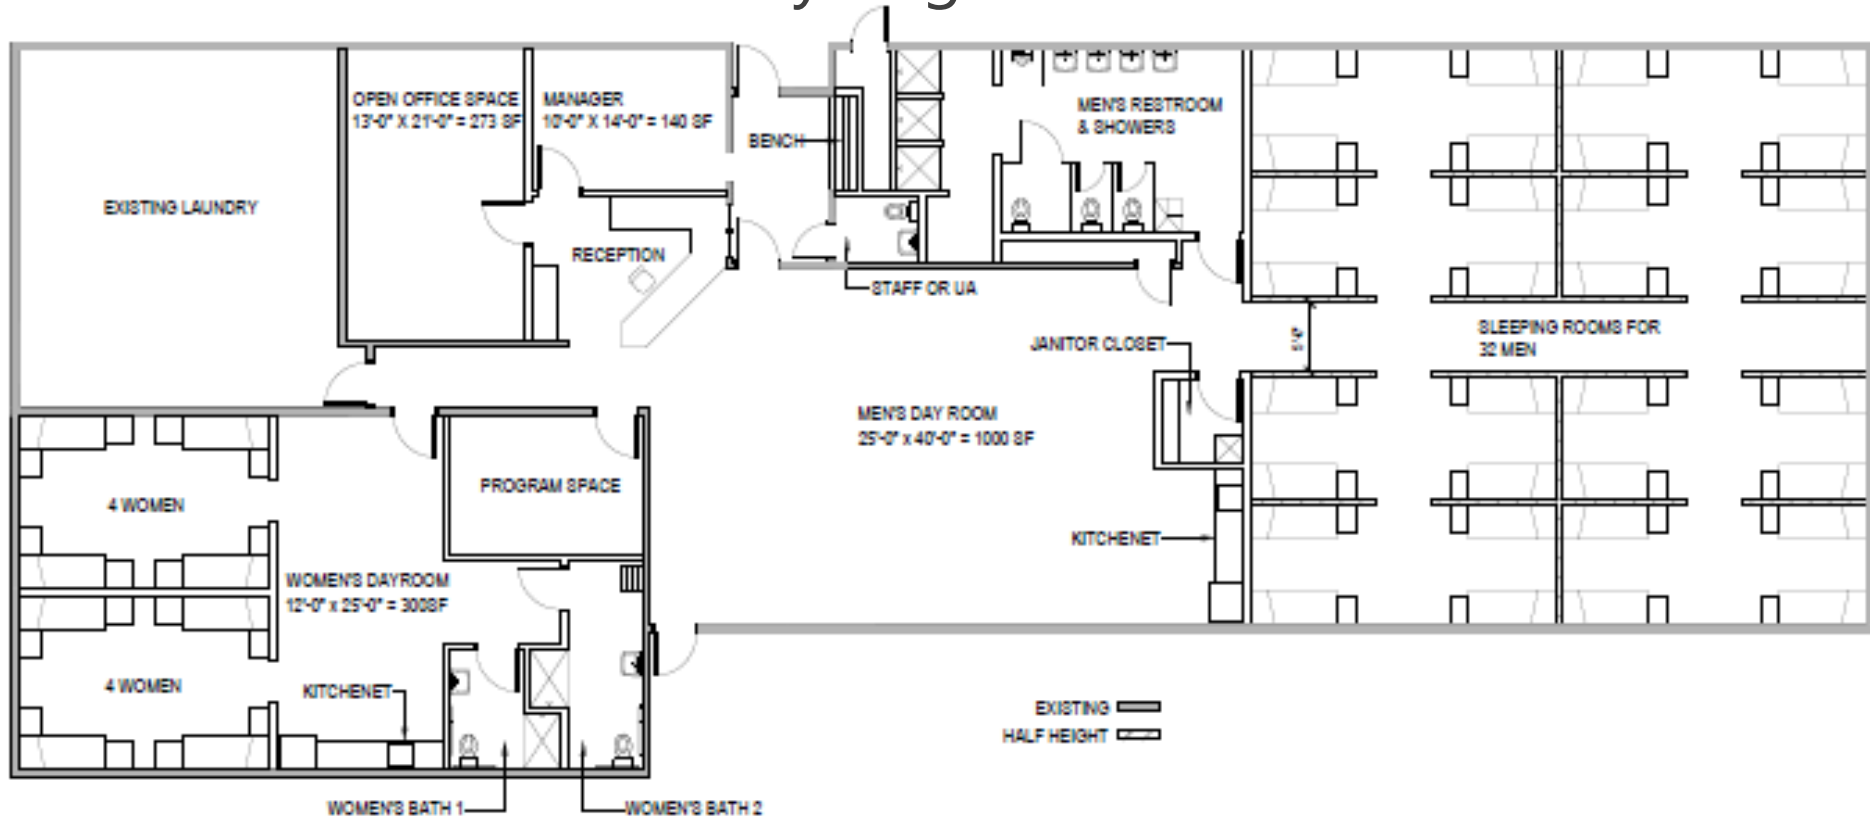 OPEN OFFICE SPACE
13'-0" X 21'-0" = 273 SF
MANAGER
10'-0" X 14'-0" = 140 SF
BENCH
MEN'S RESTROOM
& SHOWERS
EXISTING LAUNDRY
RECEPTION
STAFF OR UA
JANITOR CLOSET
SLEEPING ROOMS FOR
32 MEN
MEN'S DAY ROOM
25'-0" x 40'-0" = 1000 SF
PROGRAM SPACE
4 WOMEN
KITCHENET
WOMEN'S DAYROOM
12'-0" x 25'-0" = 300SF
4 WOMEN
KITCHENET
EXISTING
HALF HEIGHT
WOMEN'S BATH 1
WOMEN'S BATH 2